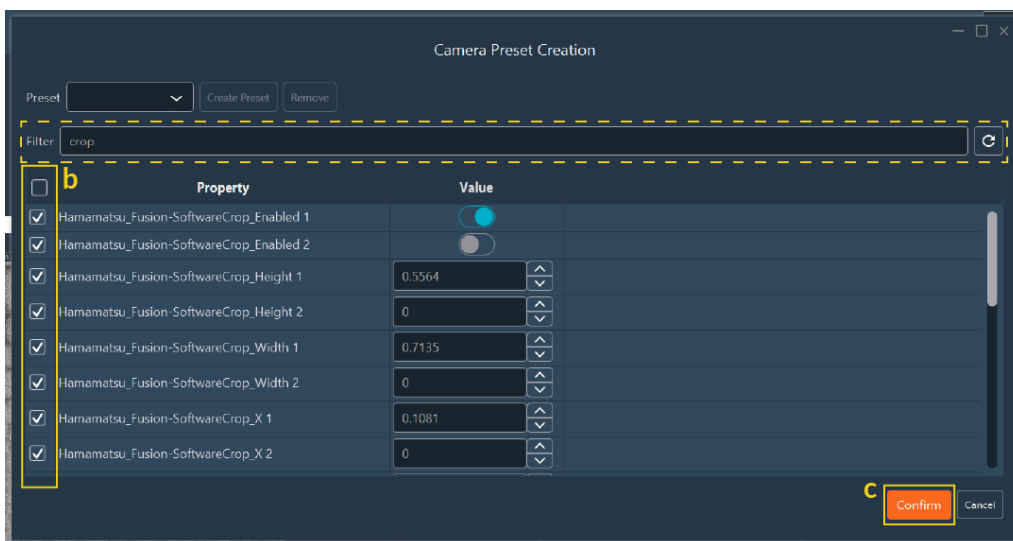 Camera Preset Creation
Preset Create Preset Remove
Filter crop
b Property Value
Hamamatsu_Fusion-SoftwareCrop_Enabled 1
Hamamatsu_Fusion-SoftwareCrop_Enabled 2
Hamamatsu_Fusion-SoftwareCrop_Height 1 0.5564
Hamamatsu_Fusion-SoftwareCrop_Height 2 0
Hamamatsu_Fusion-SoftwareCrop_Width 1 0.7135
Hamamatsu_Fusion-SoftwareCrop_Width 2 0
Hamamatsu_Fusion-SoftwareCrop_X 1 0.1081
Hamamatsu_Fusion-SoftwareCrop_X 2 0
c Confirm Cancel